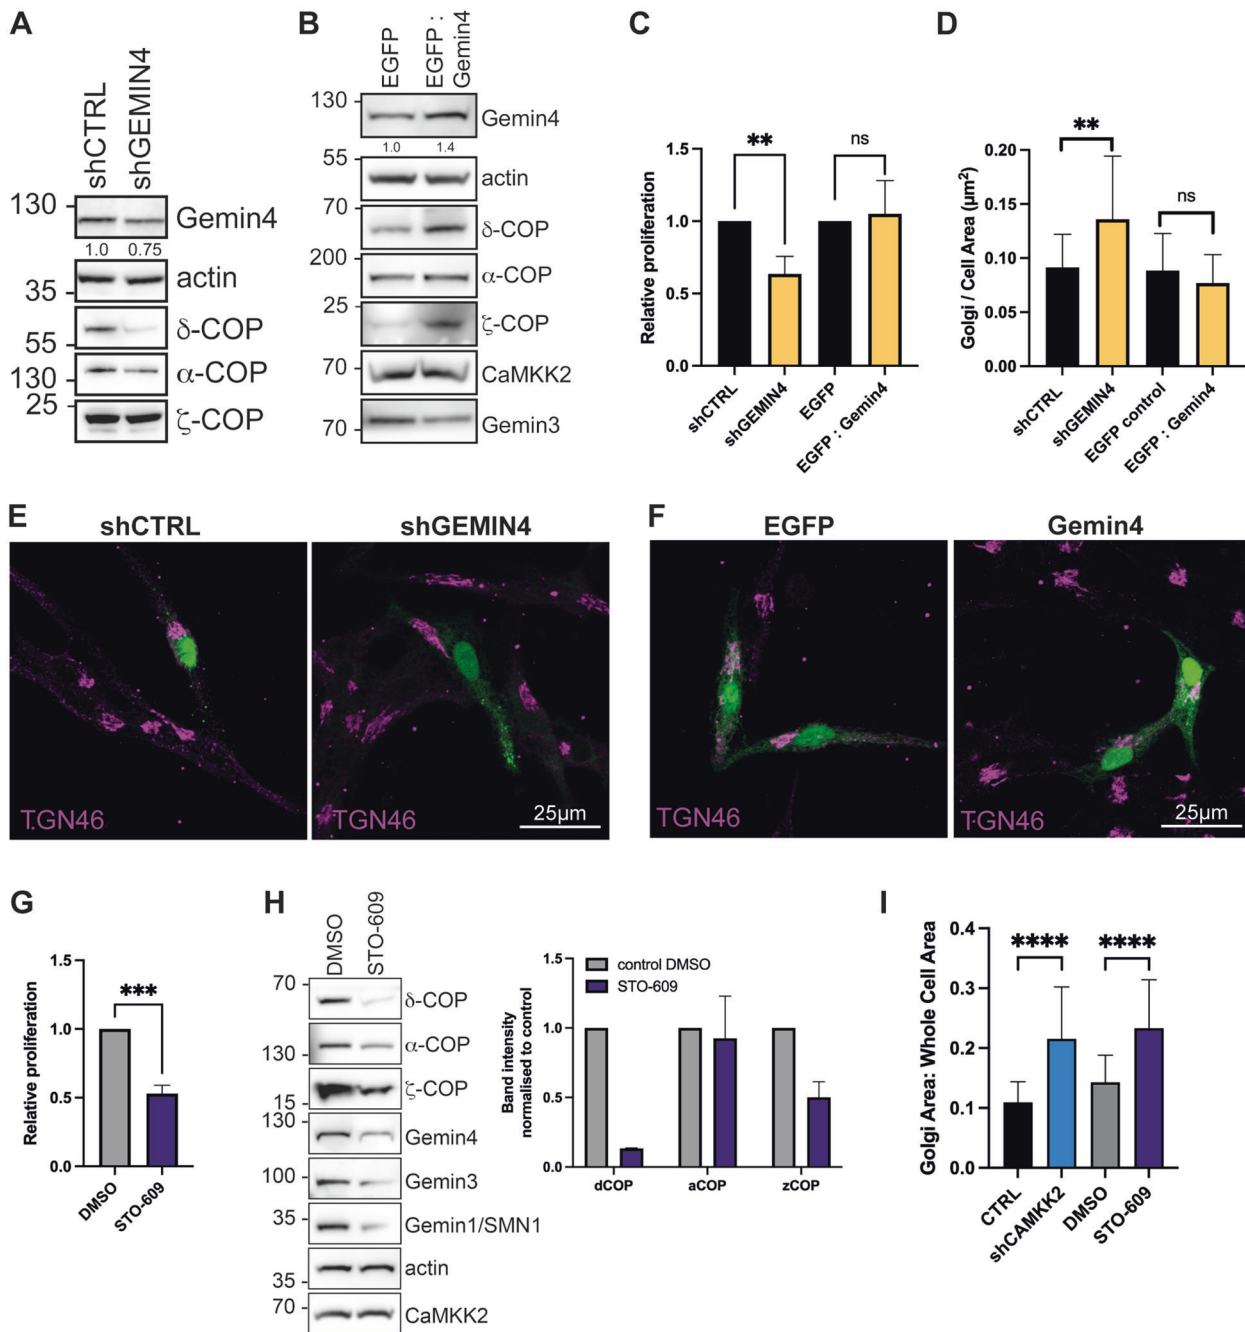 A
shCTRL
shGEMIN4
130
Gemin4
1.0 0.75
actin
35
δ-COP
55
α-COP
130
25
ζ-COP
B
EGFP
EGFP :
Gemin4
130
Gemin4
1.0 1.4
55
actin
70
δ-COP
200
α-COP
25
ζ-COP
70
CaMKK2
Gemin3
70
C
Relative proliferation
1.5
1.0
0.5
0.0
**
ns
shCTRL
shGEMIN4
EGFP
EGFP : Gemin4
D
Golgi / Cell Area (µm²)
0.20
0.15
0.10
0.05
0.00
**
ns
shCTRL
shGEMIN4
EGFP control
EGFP : Gemin4
E
shCTRL
shGEMIN4
TGN46
TGN46
25µm
F
EGFP
Gemin4
TGN46
TGN46
25µm
G
Relative proliferation
1.5
1.0
0.5
0.0
***
DMSO
STO-609
H
DMSO
STO-609
70
δ-COP
α-COP
130
ζ-COP
15
130
Gemin4
100
Gemin3
35
Gemin1/SMN1
actin
35
70
CaMKK2
control DMSO
STO-609
Band intensity
normalised to control
1.5
1.0
0.5
0.0
dCOP
aCOP
zCOP
I
Golgi Area: Whole Cell Area
0.4
0.3
0.2
0.1
0.0
****
****
CTRL
shCAMKK2
DMSO
STO-609